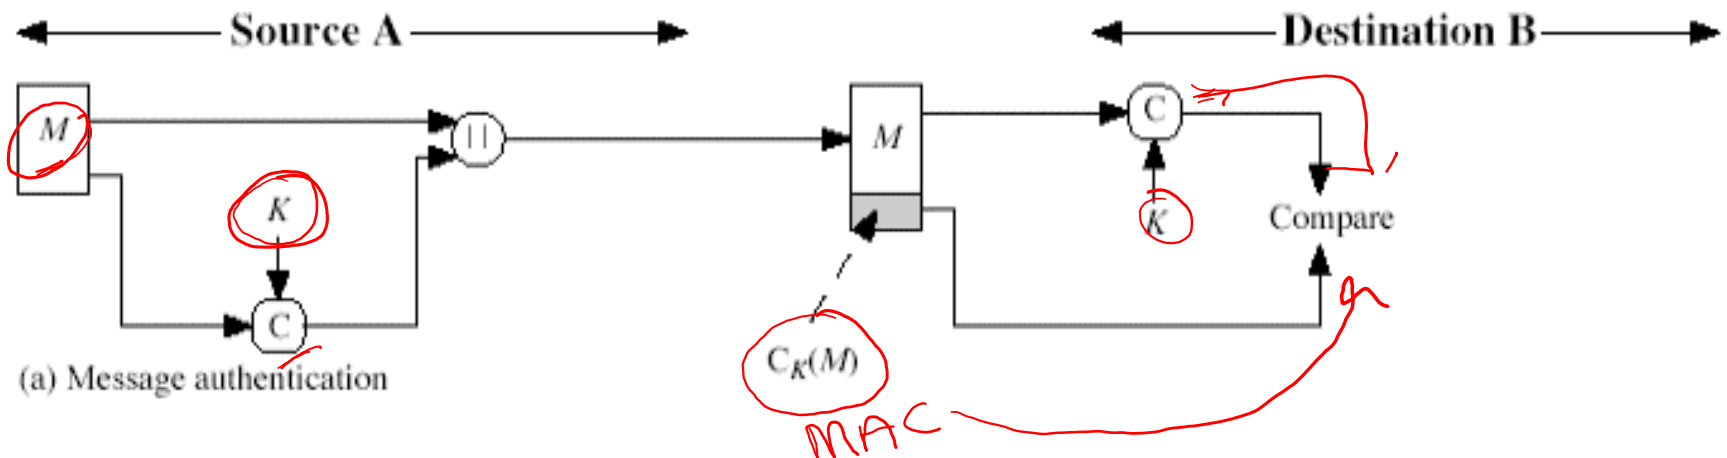 Source A
Destination B
M
||
M
C
K
K
Compare
C
C_K(M)
(a) Message authentication
MAC